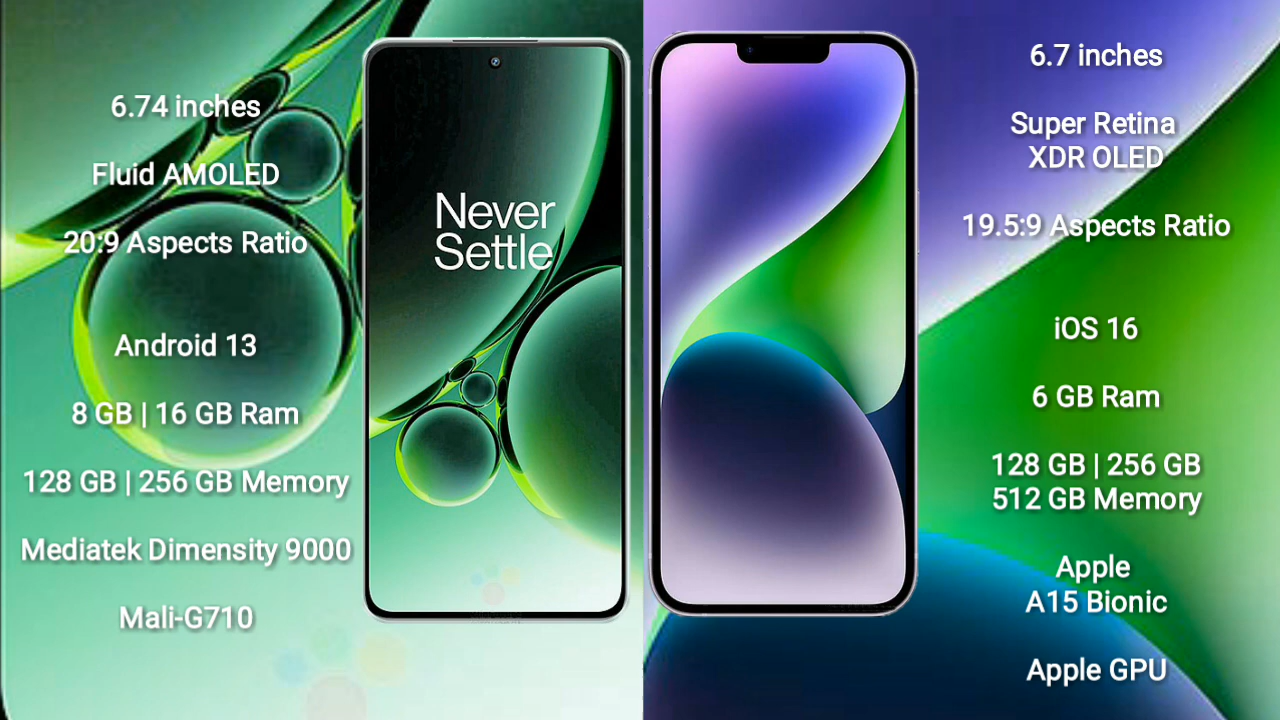 6.74 inches
Fluid AMOLED
20:9 Aspects Ratio
Android 13
8 GB | 16 GB Ram
128 GB | 256 GB Memory
Mediatek Dimensity 9000
Mali-G710
Never
Settle
6.7 inches
Super Retina
XDR OLED
19.5:9 Aspects Ratio
iOS 16
6 GB Ram
128 GB | 256 GB
512 GB Memory
Apple
A15 Bionic
Apple GPU